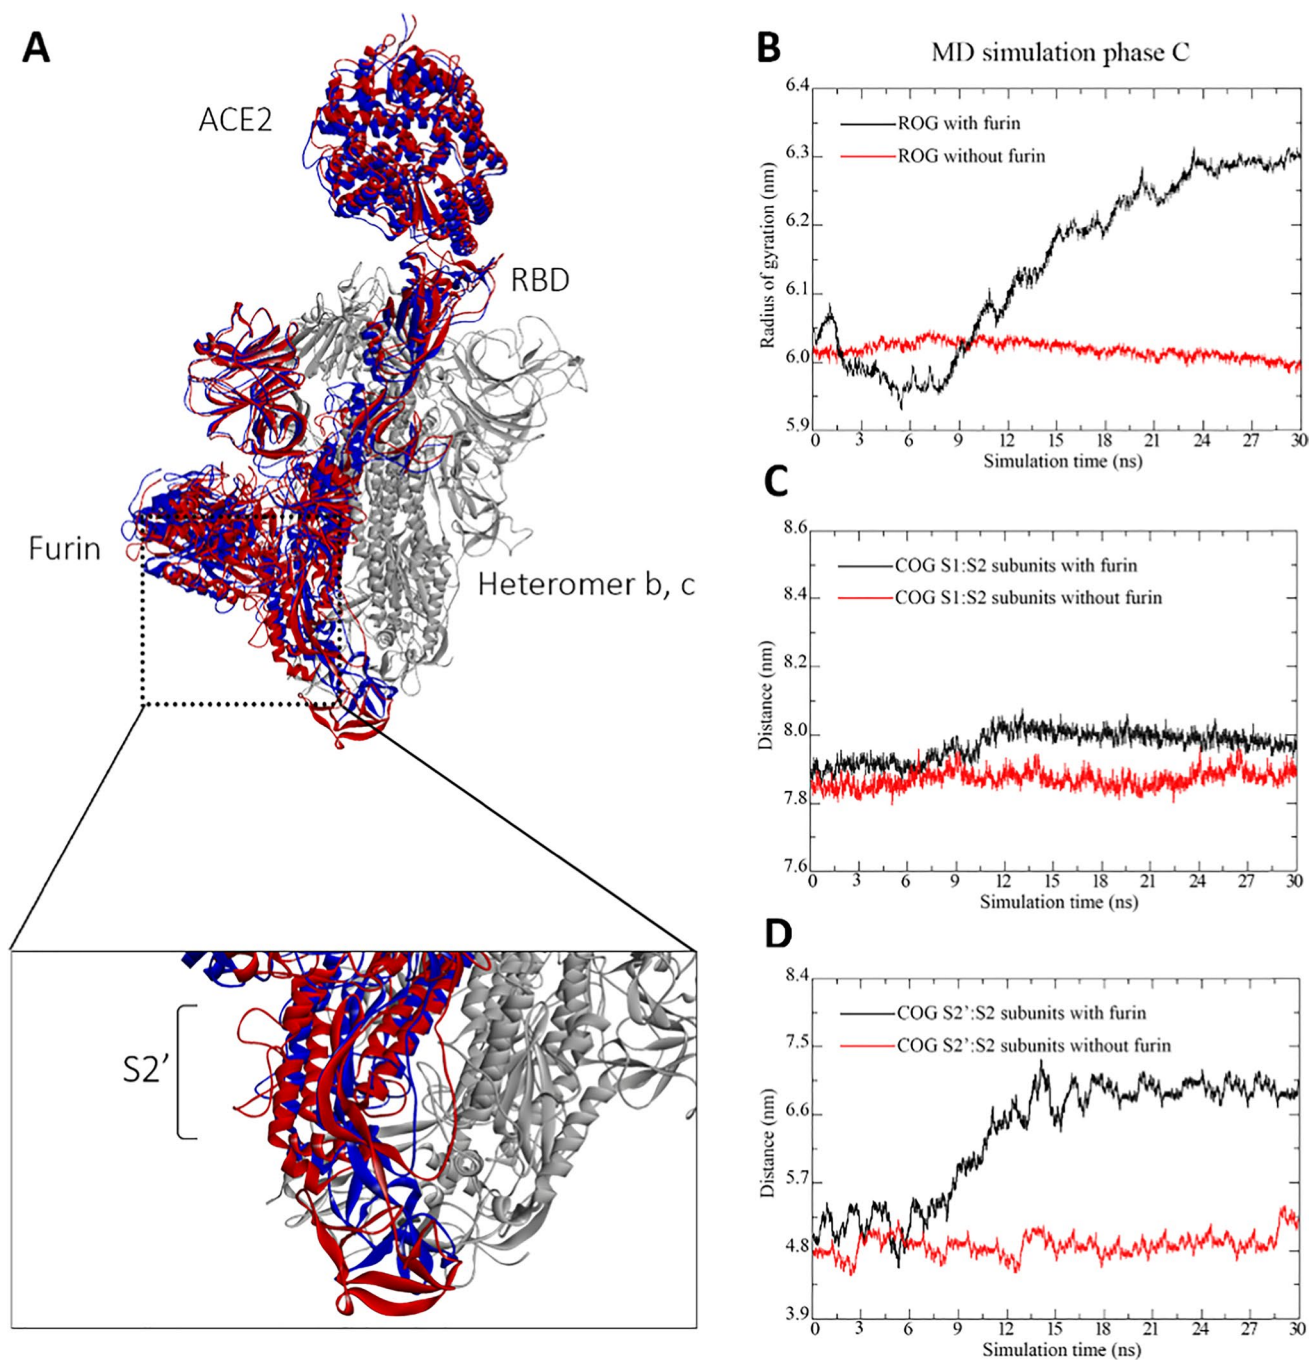 A
ACE2
RBD
Furin
Heteromer b, c
S2’
B
MD simulation phase C
ROG with furin
ROG without furin
Radius of gyration (nm)
6.4
6.3
6.2
6.1
6.0
5.9
0 3 6 9 12 15 18 21 24 27 30
Simulation time (ns)
C
COG S1:S2 subunits with furin
COG S1:S2 subunits without furin
Distance (nm)
8.6
8.4
8.2
8.0
7.8
7.6
0 3 6 9 12 15 18 21 24 27 30
Simulation time (ns)
D
COG S2’:S2 subunits with furin
COG S2’:S2 subunits without furin
Distance (nm)
8.4
7.5
6.6
5.7
4.8
3.9
0 3 6 9 12 15 18 21 24 27 30
Simulation time (ns)